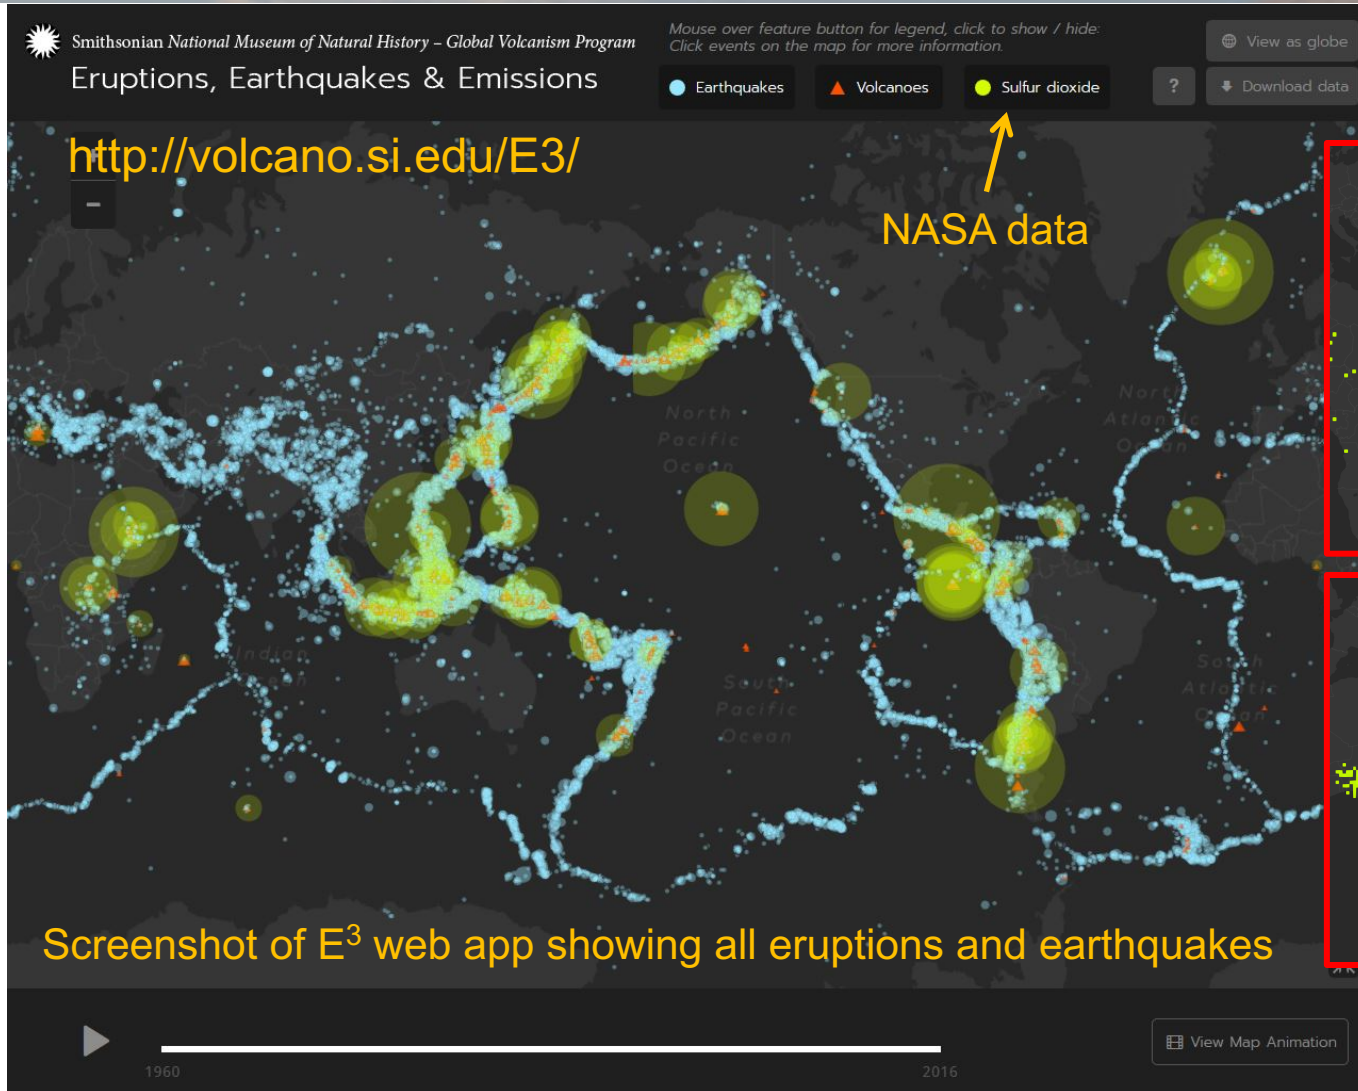 Smithsonian National Museum of Natural History – Global Volcanism Program
Eruptions, Earthquakes & Emissions
Mouse over feature button for legend, click to show / hide:
Click events on the map for more information.
Earthquakes
Volcanoes
Sulfur dioxide
?
View as globe
Download data
http://volcano.si.edu/E3/
+
−
NASA data
North
Pacific
Ocean
North
Atlantic
Ocean
Indian
Ocean
South
Pacific
Ocean
South
Atlantic
Ocean
Screenshot of E³ web app showing all eruptions and earthquakes
1960
2016
View Map Animation